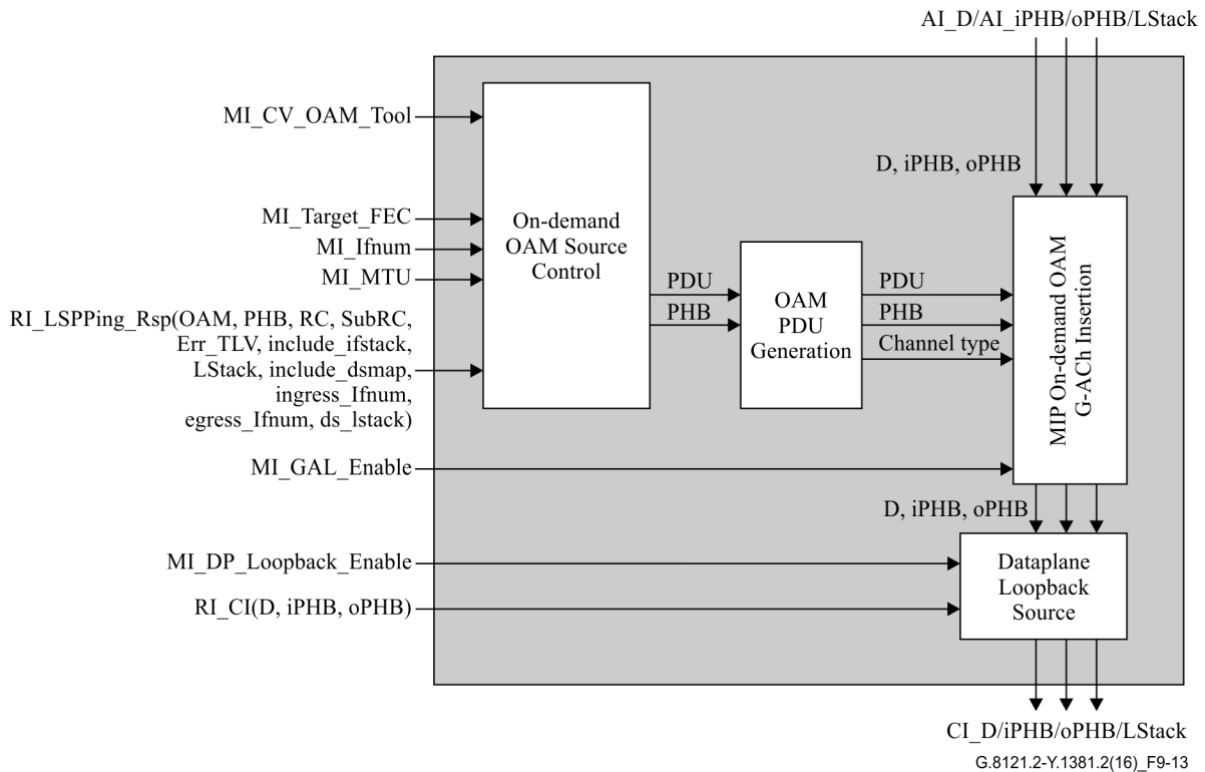 AI_D/AI_iPHB/oPHB/LStack
MI_CV_OAM_Tool
D, iPHB, oPHB
MI_Target_FEC
MI_Ifnum
MI_MTU
On-demand
OAM Source
Control
RI_LSPPing_Rsp(OAM, PHB, RC, SubRC,
Err_TLV, include_ifstack,
LStack, include_dsmap,
ingress_Ifnum,
egress_Ifnum, ds_lstack)
PDU
PHB
OAM
PDU
Generation
PDU
PHB
Channel type
MIP On-demand OAM
G-ACh Insertion
MI_GAL_Enable
D, iPHB, oPHB
MI_DP_Loopback_Enable
RI_CI(D, iPHB, oPHB)
Dataplane
Loopback
Source
CI_D/iPHB/oPHB/LStack
G.8121.2-Y.1381.2(16)_F9-13